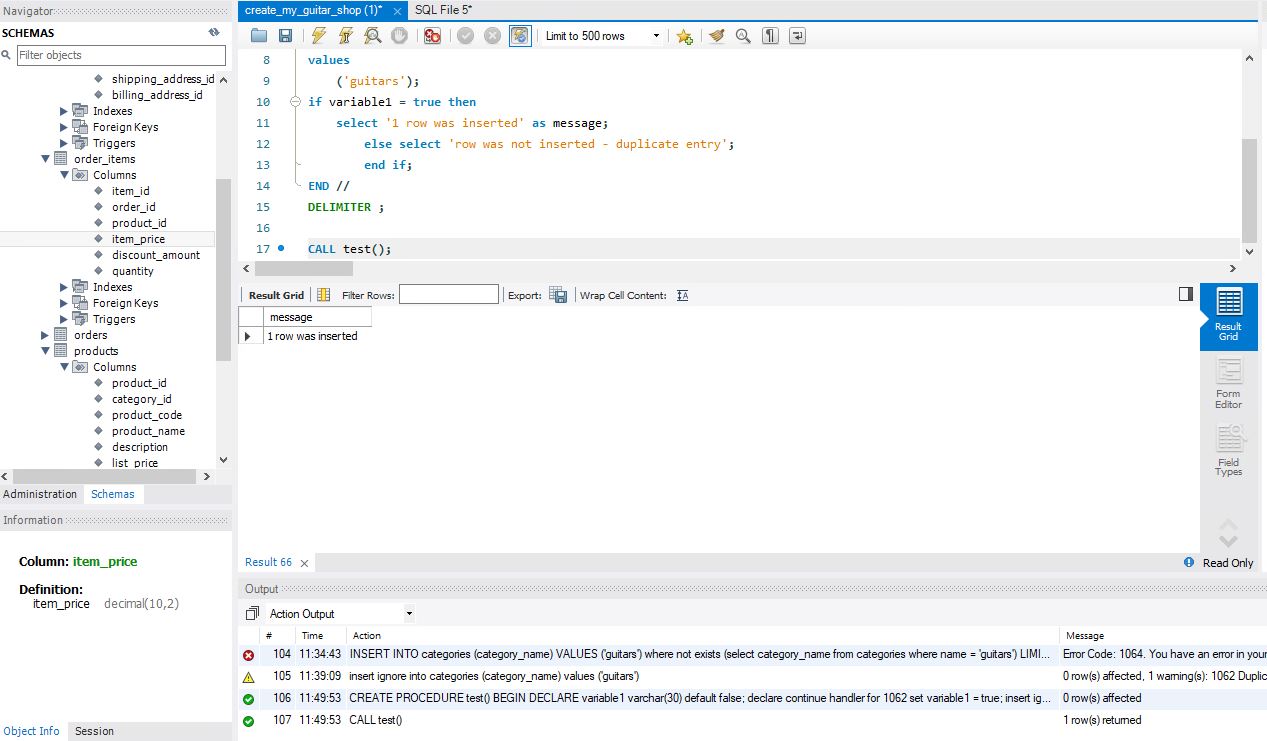 Navigator
SCHEMAS
Filter objects
shipping_address_id
billing_address_id
Indexes
Foreign Keys
Triggers
order_items
Columns
item_id
order_id
product_id
item_price
discount_amount
quantity
Indexes
Foreign Keys
Triggers
orders
products
Columns
product_id
category_id
product_code
product_name
description
list_price
Administration Schemas
Information
Column: item_price
Definition:
item_price decimal(10,2)
Object Info Session
create_my_guitar_shop (1)* SQL File 5*
Limit to 500 rows
8 values
9 ('guitars');
10 if variable1 = true then
11 select '1 row was inserted' as message;
12 else select 'row was not inserted - duplicate entry';
13 end if;
14 END //
15 DELIMITER ;
16
17 CALL test();
Result Grid Filter Rows: Export: Wrap Cell Content:
message
1 row was inserted
Result Grid
Form Editor
Field Types
Result 66 Read Only
Output
Action Output
# Time Action Message
104 11:34:43 INSERT INTO categories (category_name) VALUES ('guitars') where not exists (select category_name from categories where name = 'guitars') LIMI... Error Code: 1064. You have an error in your
105 11:39:09 insert ignore into categories (category_name) values ('guitars') 0 row(s) affected, 1 warning(s): 1062 Duplic
106 11:49:53 CREATE PROCEDURE test() BEGIN DECLARE variable1 varchar(30) default false; declare continue handler for 1062 set variable1 = true; insert ig... 0 row(s) affected
107 11:49:53 CALL test() 1 row(s) returned